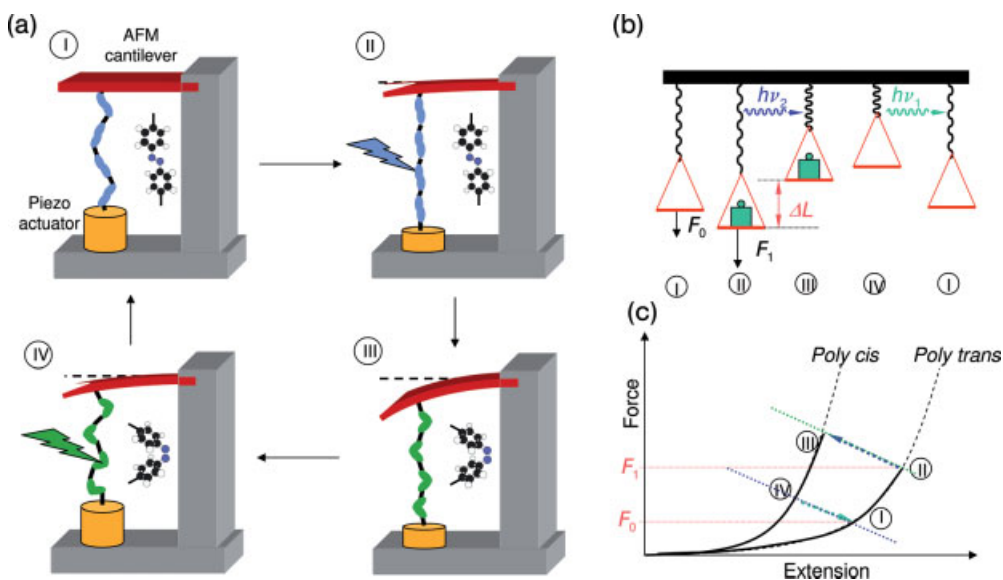 (a)
I
AFM
cantilever
Piezo
actuator
II
III
IV
(b)
hν₂
hν₁
ΔL
F₀
F₁
I
II
III
IV
I
(c)
Poly cis
Poly trans
Force
F₁
F₀
III
II
IV
I
Extension